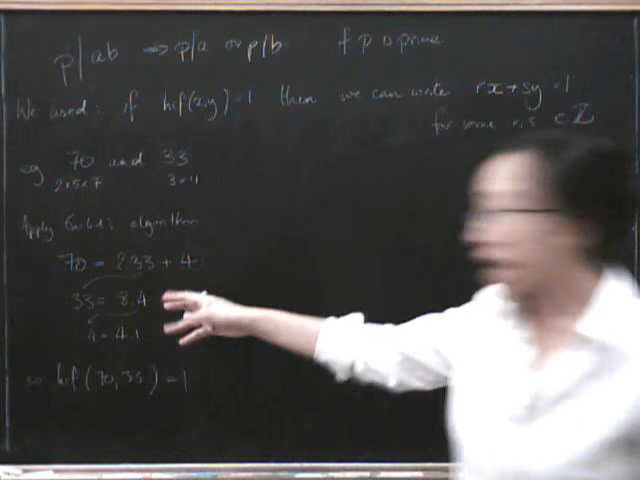 p|ab ⇒ p|a or p|b if p is prime
We used: if hcf(x,y)=1 then we can write rx+sy=1
for some r,s ∈ Z
eg 70 and 33
2×5×7 3×11
Apply Euclid's algorithm
70 = 2.33 + 4
33 = 8.4
4 = 4.1
so hcf(70,33)=1